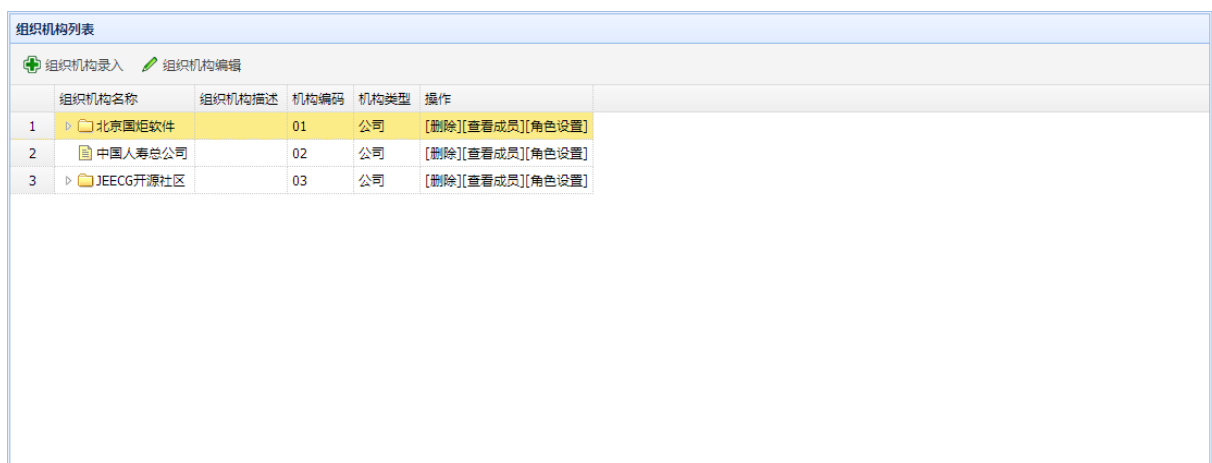 组织机构列表
组织机构录入 组织机构编辑
组织机构名称 组织机构描述 机构编码 机构类型 操作
1 北京国炬软件 01 公司 [删除][查看成员][角色设置]
2 中国人寿总公司 02 公司 [删除][查看成员][角色设置]
3 JEECG开源社区 03 公司 [删除][查看成员][角色设置]